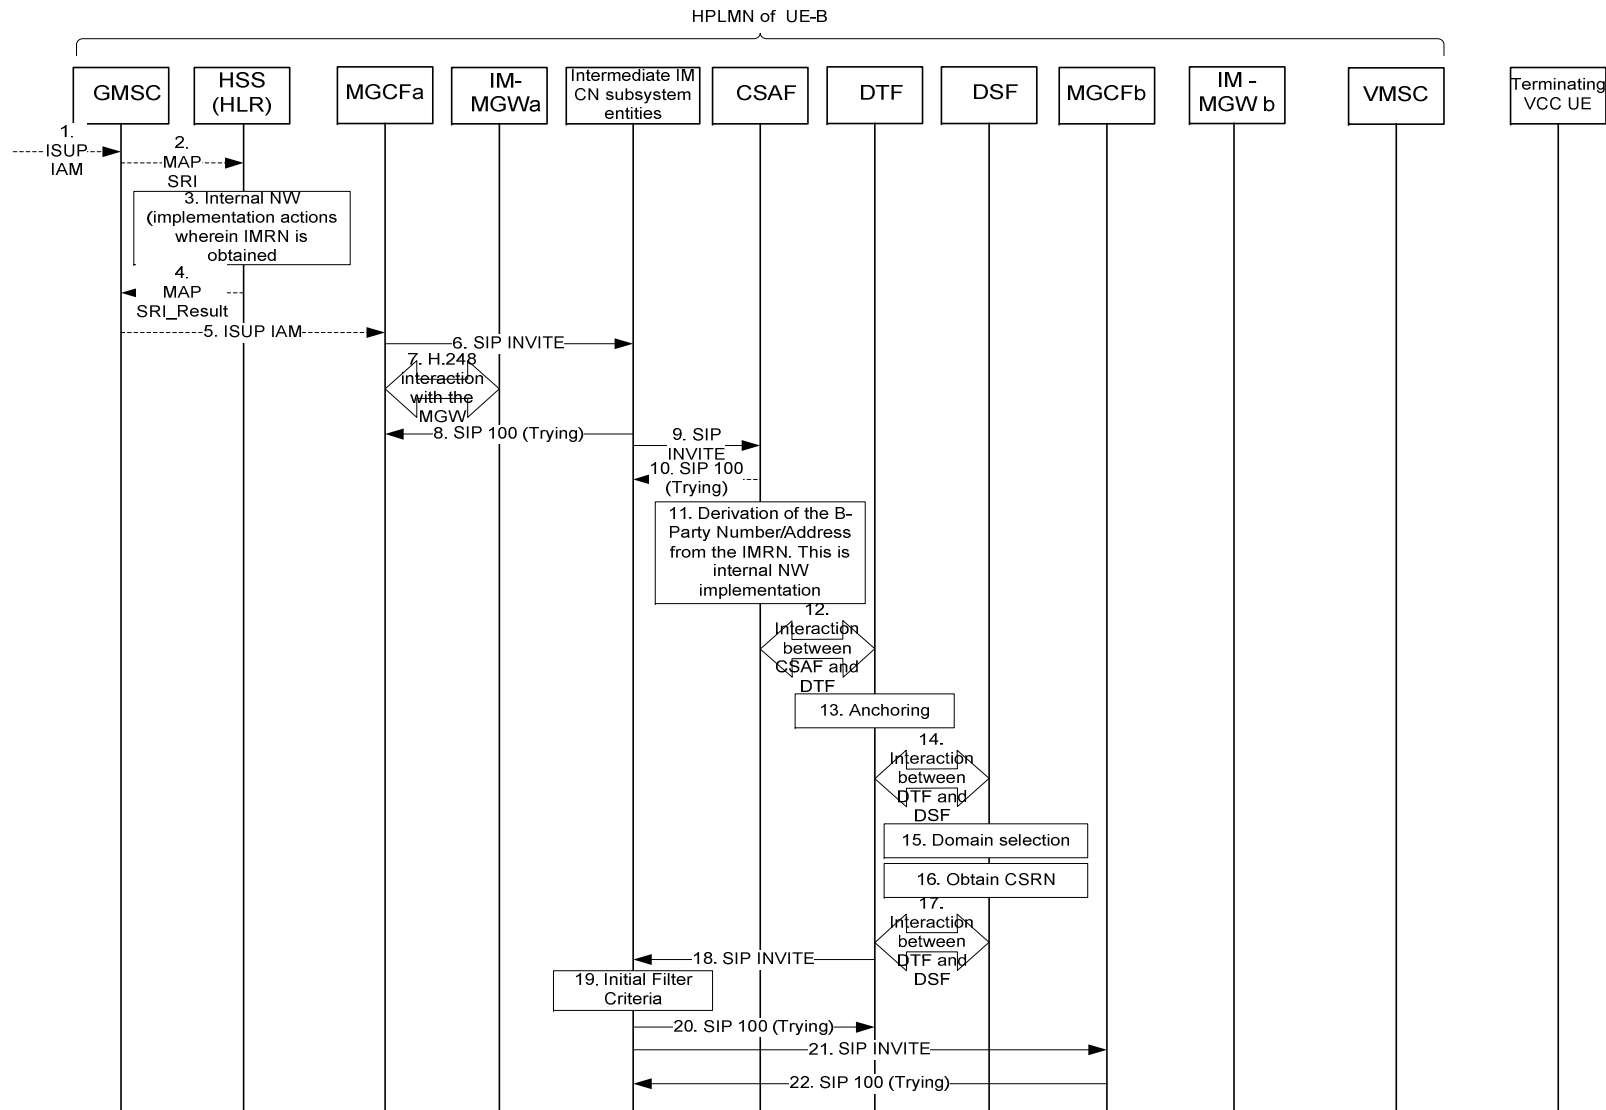 HPLMN of UE-B
GMSC
HSS
(HLR)
MGCFa
IM-
MGWa
Intermediate IM
CN subsystem
entities
CSAF
DTF
DSF
MGCFb
IM -
MGW b
VMSC
Terminating
VCC UE
1.
ISUP
IAM
2.
MAP
SRI
3. Internal NW
(implementation actions
wherein IMRN is
obtained
4.
MAP
SRI_Result
5. ISUP IAM
6. SIP INVITE
7. H.248
interaction
with the
MGW
8. SIP 100 (Trying)
9. SIP
INVITE
10. SIP 100
(Trying)
11. Derivation of the B-
Party Number/Address
from the IMRN. This is
internal NW
implementation
12.
Interaction
between
CSAF and
DTF
13. Anchoring
14.
Interaction
between
DTF and
DSF
15. Domain selection
16. Obtain CSRN
17.
Interaction
between
DTF and
DSF
18. SIP INVITE
19. Initial Filter
Criteria
20. SIP 100 (Trying)
21. SIP INVITE
22. SIP 100 (Trying)